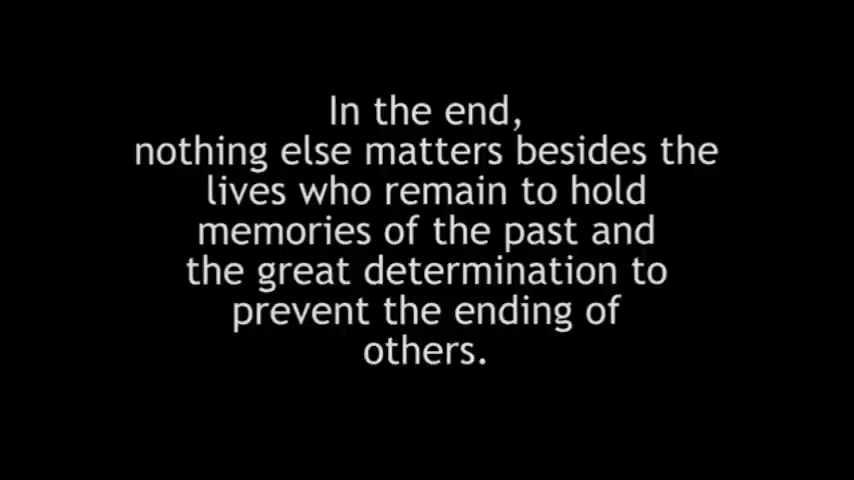 In the end,
nothing else matters besides the
lives who remain to hold
memories of the past and
the great determination to
prevent the ending of
others.